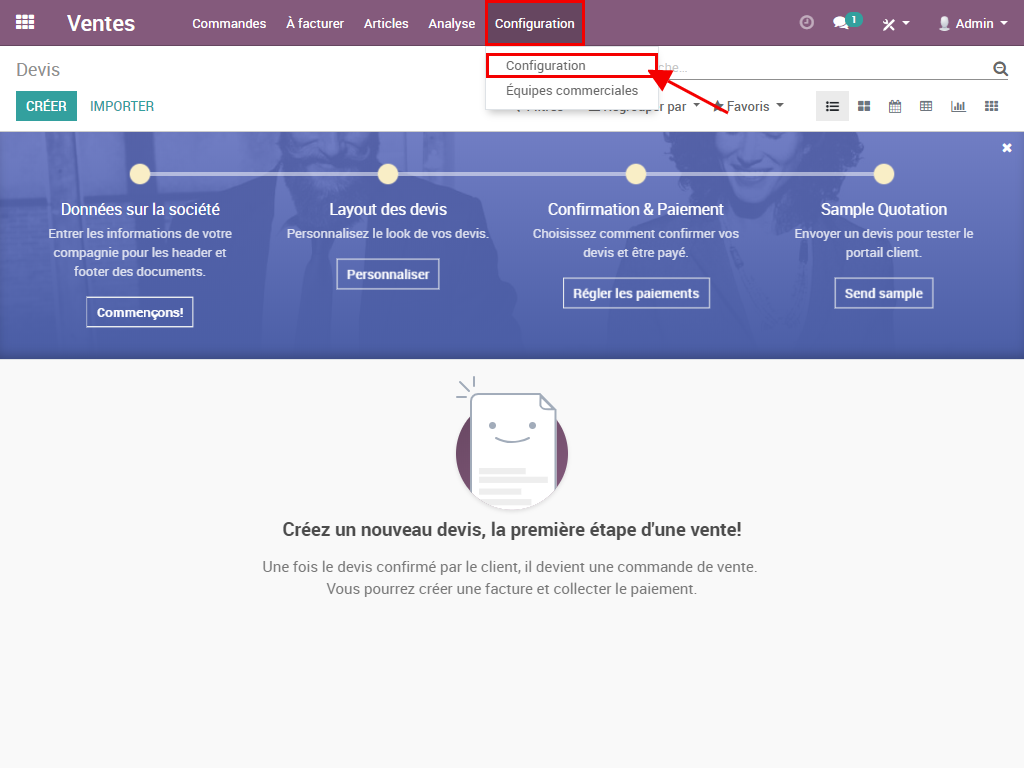 Ventes
Commandes À facturer Articles Analyse Configuration
1
Admin
Devis
Configuration
che...
Équipes commerciales
CRÉER IMPORTER
Regrouper par Favoris
Données sur la société
Entrer les informations de votre
compagnie pour les header et
footer des documents.
Commençons!
Layout des devis
Personnalisez le look de vos devis.
Personnaliser
Confirmation & Paiement
Choisissez comment confirmer vos
devis et être payé.
Régler les paiements
Sample Quotation
Envoyer un devis pour tester le
portail client.
Send sample
Créez un nouveau devis, la première étape d'une vente!
Une fois le devis confirmé par le client, il devient une commande de vente.
Vous pourrez créer une facture et collecter le paiement.